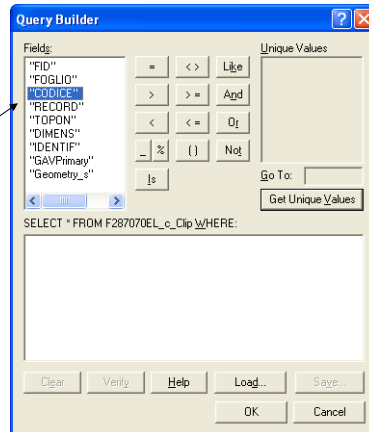 Query Builder
Fields: Unique Values
"FID"
"FOGLIO"
"CODICE"
"RECORD"
"TOPON"
"DIMENS"
"IDENTIF"
"GAVPrimary"
"Geometry_s"
= <> Like
> >= And
< <= Or
_ % () Not
Is
Go To:
Get Unique Values
SELECT * FROM F287070EL_c_Clip WHERE:
Clear Verify Help Load... Save...
OK Cancel